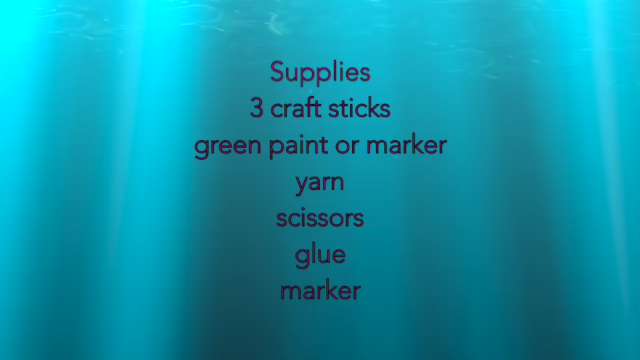 Supplies
3 craft sticks
green paint or marker
yarn
scissors
glue
marker